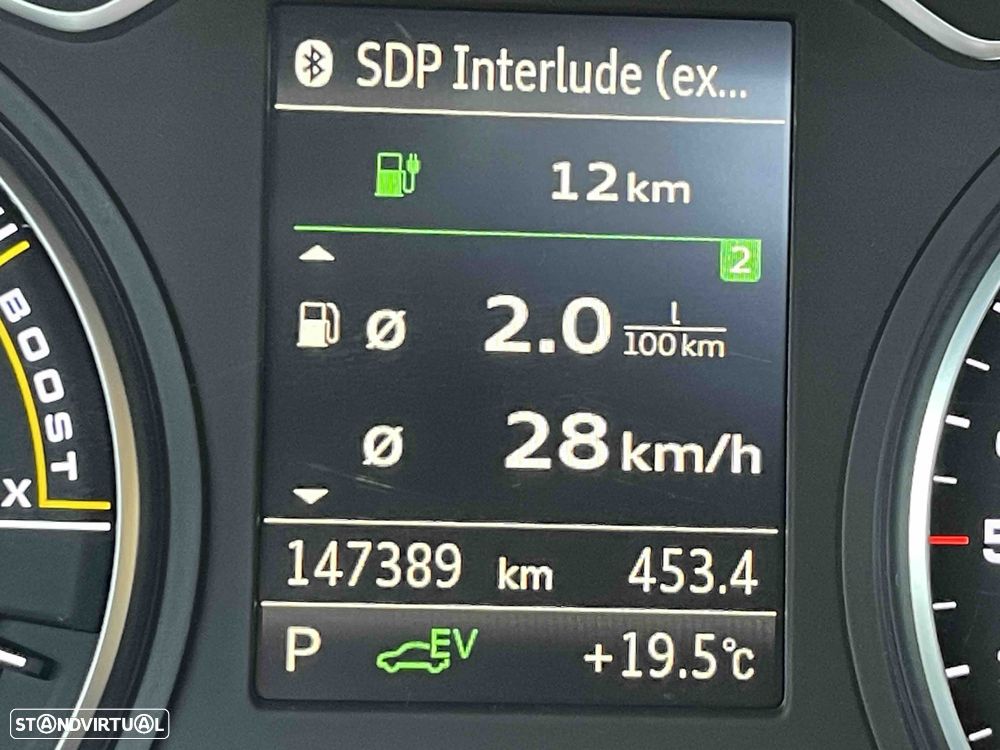 SDP Interlude (ex...
12 km
2
Ø 2.0 l/100 km
Ø 28 km/h
147389 km 453.4
P EV +19.5°C
BOOST
X
5
STANDVIRTUAL